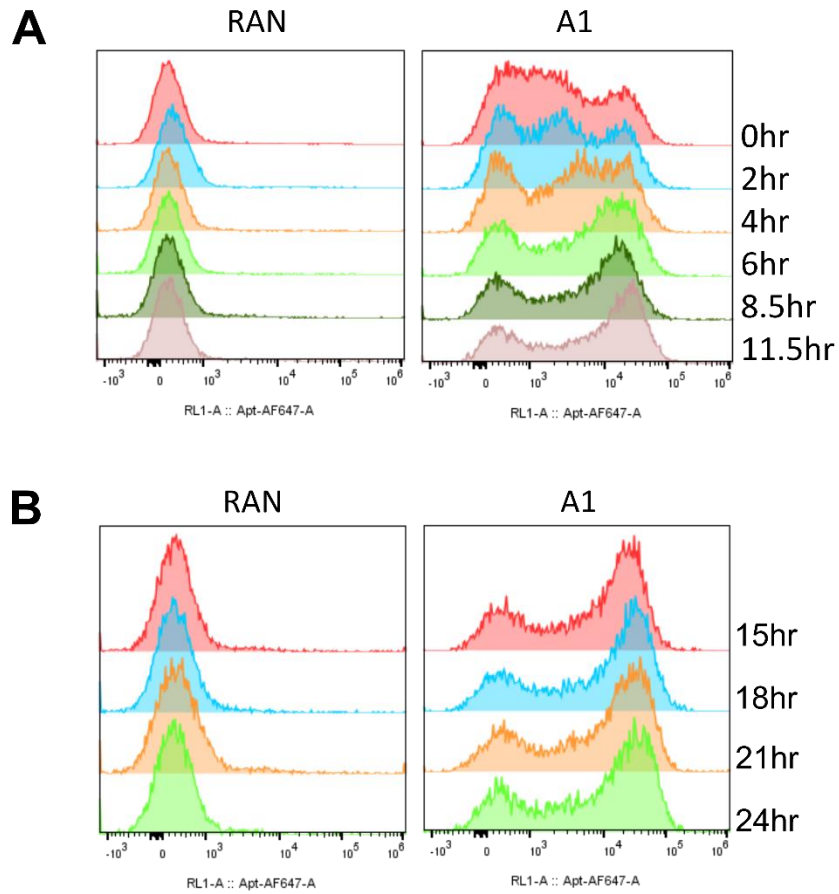 A
RAN A1
0hr
2hr
4hr
6hr
8.5hr
11.5hr
-10³ 0 10³ 10⁴ 10⁵ 10⁶ -10³ 0 10³ 10⁴ 10⁵ 10⁶
RL1-A :: Apt-AF647-A RL1-A :: Apt-AF647-A
B
RAN A1
15hr
18hr
21hr
24hr
-10³ 0 10³ 10⁴ 10⁵ 10⁶ -10³ 0 10³ 10⁴ 10⁵ 10⁶
RL1-A :: Apt-AF647-A RL1-A :: Apt-AF647-A